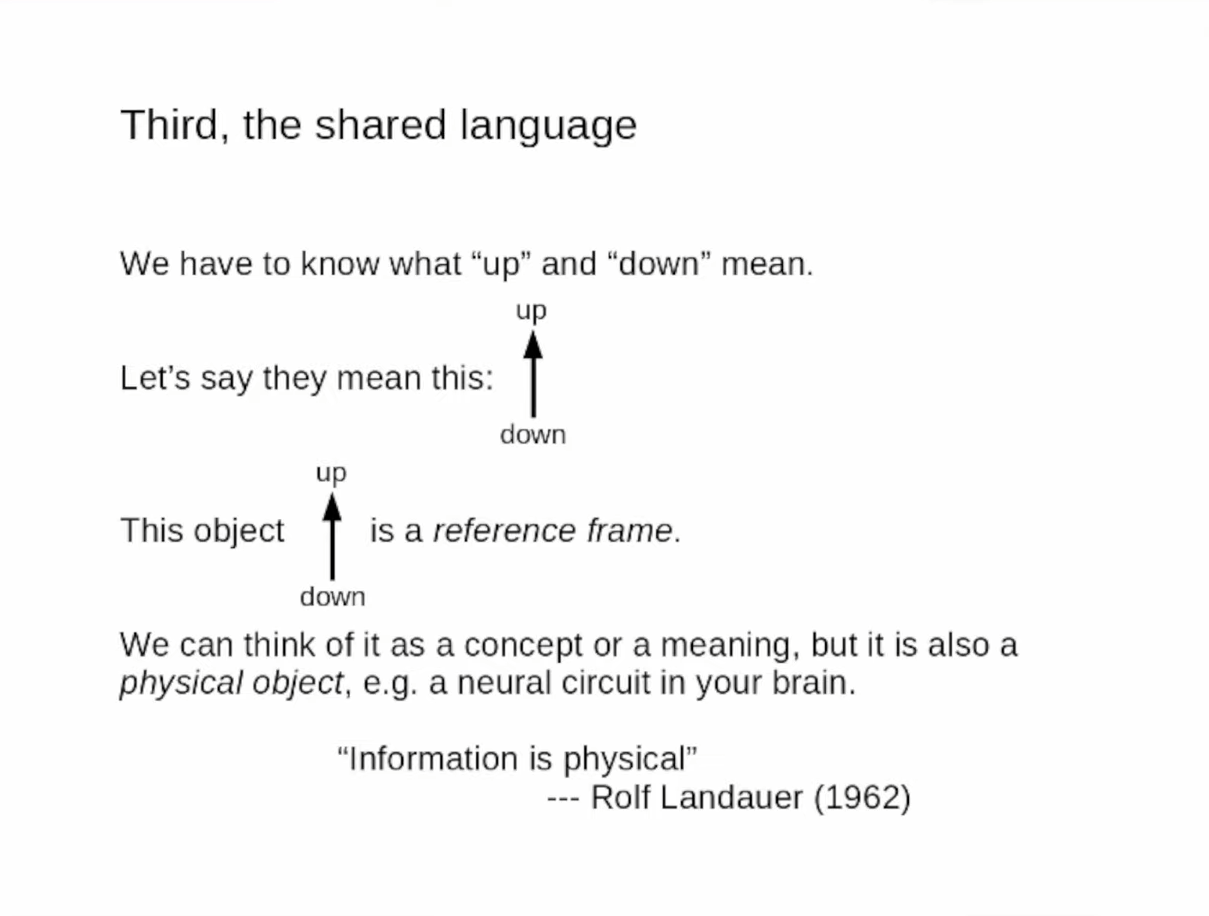 Third, the shared language
We have to know what “up” and “down” mean.
up
Let’s say they mean this:
down
up
This object is a reference frame.
down
We can think of it as a concept or a meaning, but it is also a
physical object, e.g. a neural circuit in your brain.
“Information is physical”
--- Rolf Landauer (1962)